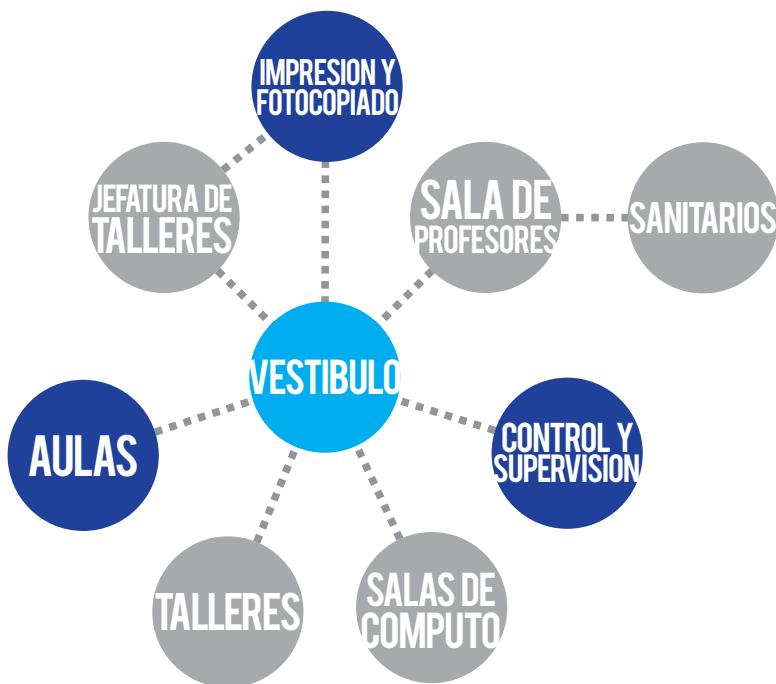 IMPRESION Y
FOTOCOPIADO
JEFATURA DE
TALLERES
SALA DE
PROFESORES
SANITARIOS
VESTIBULO
AULAS
CONTROL Y
SUPERVISION
TALLERES
SALAS DE
COMPUTO